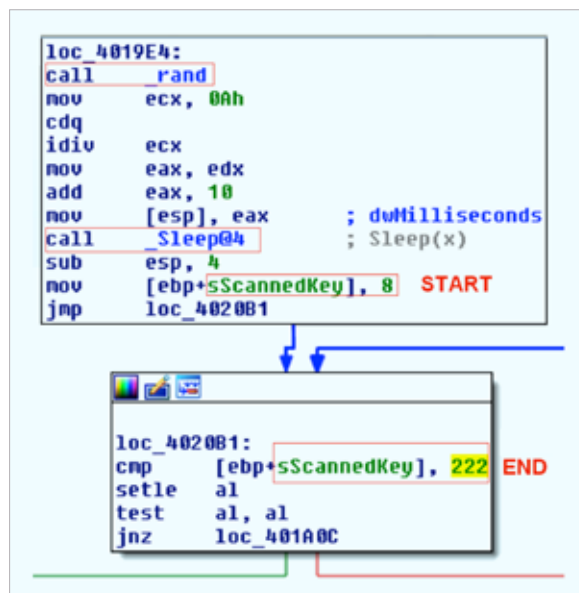 loc_4019E4:
call _rand
mov ecx, 0Ah
cdq
idiv ecx
mov eax, edx
add eax, 10
mov [esp], eax ; dwMilliseconds
call _Sleep@4 ; Sleep(x)
sub esp, 4
mov [ebp+sScannedKey], 8 START
jmp loc_4020B1
loc_4020B1:
cmp [ebp+sScannedKey], 222 END
setle al
test al, al
jnz loc_401A0C